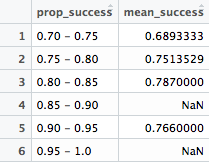 prop_success mean_success
1 0.70 – 0.75 0.6893333
2 0.75 – 0.80 0.7513529
3 0.80 – 0.85 0.7870000
4 0.85 – 0.90 NaN
5 0.90 – 0.95 0.7660000
6 0.95 – 1.0 NaN